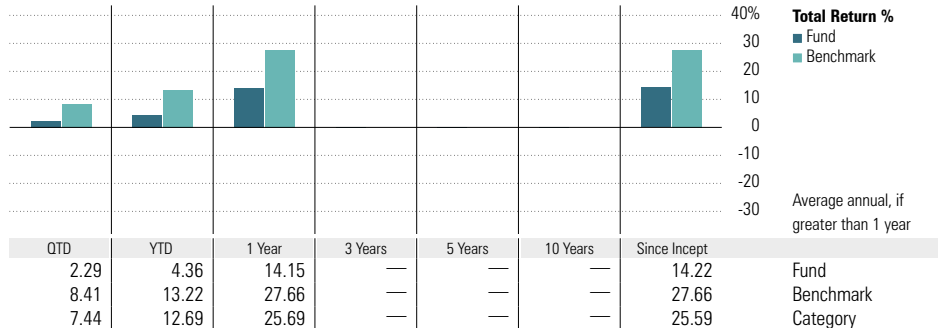 40%
Total Return %
30
Fund
20
Benchmark
10
0
-10
-20
-30
Average annual, if
greater than 1 year
QTD YTD 1 Year 3 Years 5 Years 10 Years Since Incept
2.29 4.36 14.15 — — — 14.22 Fund
8.41 13.22 27.66 — — — 27.66 Benchmark
7.44 12.69 25.69 — — — 25.59 Category